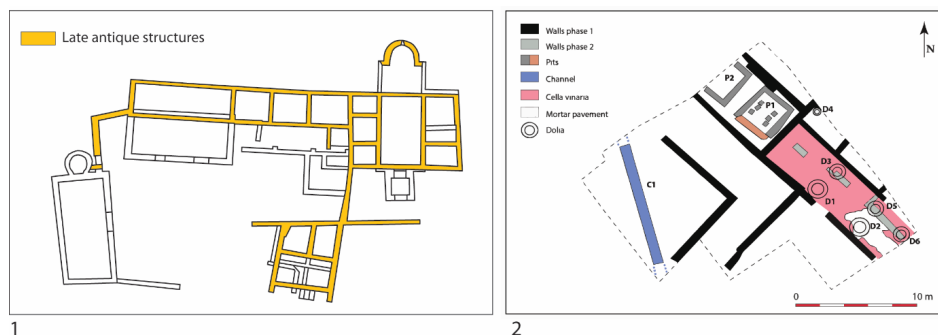 Late antique structures
1
Walls phase 1
Walls phase 2
Pits
Channel
Cella vinaria
Mortar pavement
Dolia
N
P2
P1
D4
D3
C1
D1
D5
D2
D6
0 10 m
2